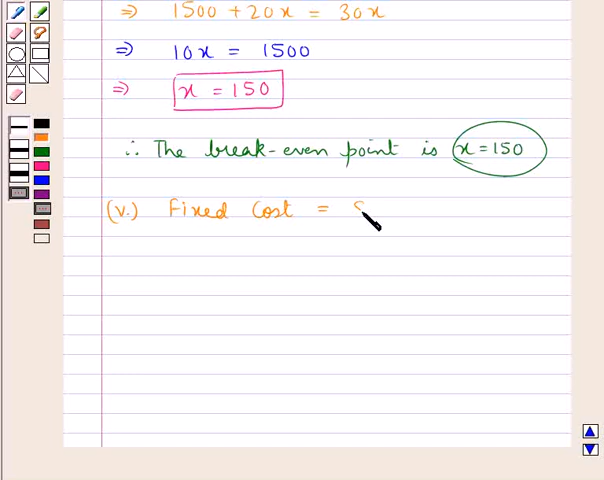 ⇒ 1500 + 20x = 30x
⇒ 10x = 1500
⇒ x = 150
∴ The break-even point is x = 150
(v.) Fixed Cost =